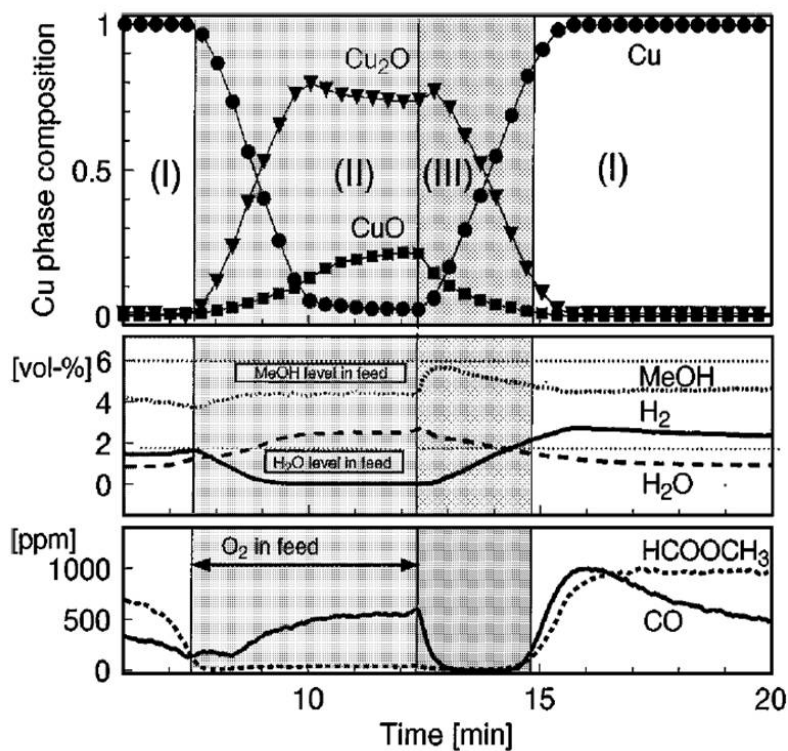 Cu phase composition
1
0.5
0
Cu₂O
Cu
(I)
(II)
(III)
(I)
CuO
[vol-%]
6
4
2
0
MeOH level in feed
MeOH
H₂
H₂O level in feed
H₂O
[ppm]
1000
500
0
O₂ in feed
HCOOCH₃
CO
10
15
20
Time [min]